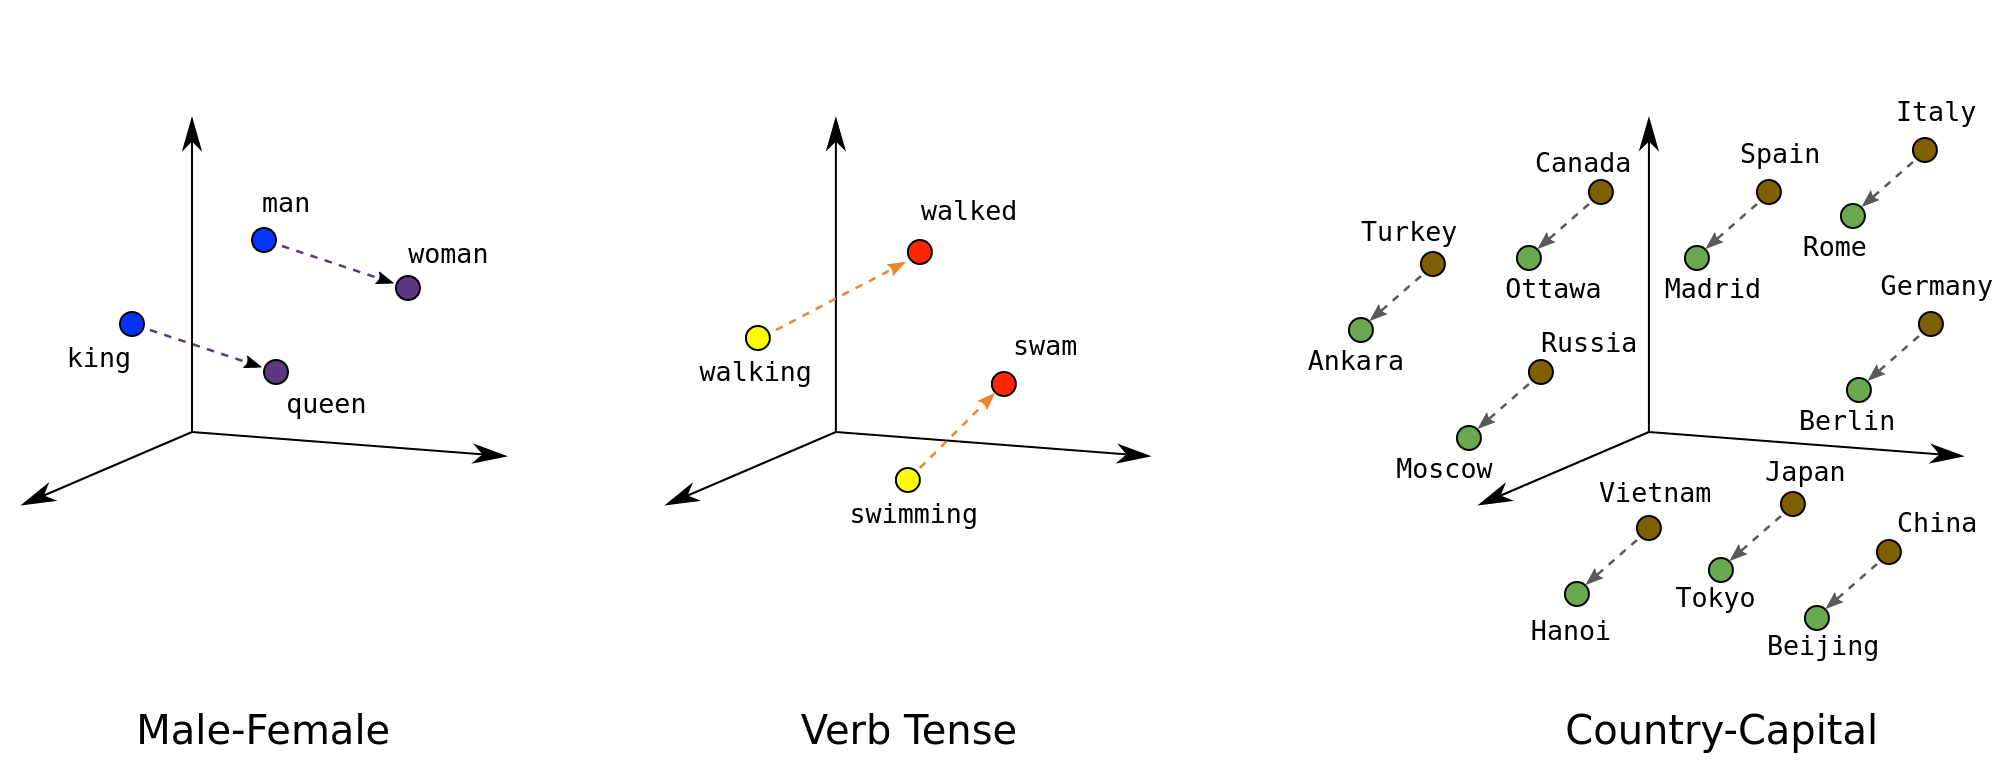 man
woman
king
queen
Male-Female
walked
walking
swam
swimming
Verb Tense
Italy
Canada
Spain
Turkey
Rome
Ottawa
Madrid
Germany
Ankara
Russia
Berlin
Moscow
Japan
Vietnam
China
Tokyo
Hanoi
Beijing
Country-Capital